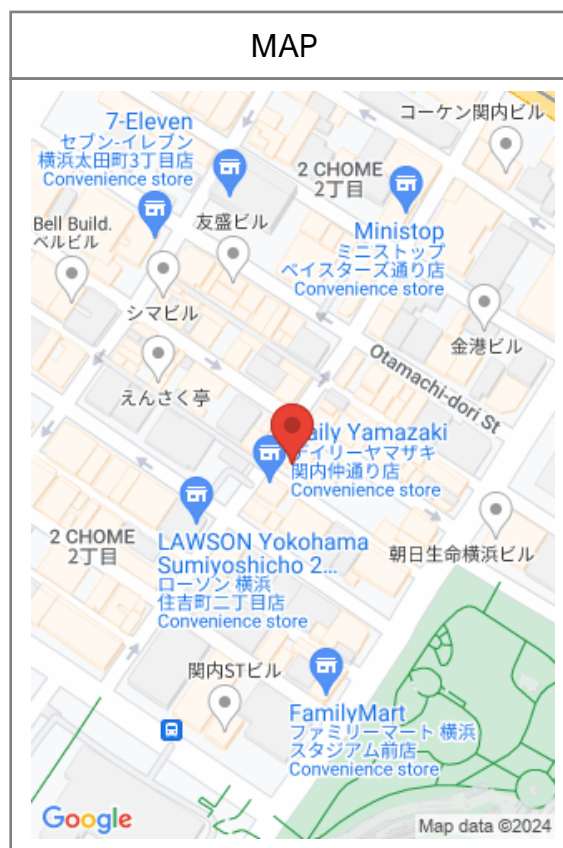 MAP
コーケン関内ビル
7-Eleven
セブン-イレブン
横浜太田町3丁目店
Convenience store
2 CHOME
2丁目
Bell Build.
ベルビル
友盛ビル
Ministop
ミニストップ
ベイスターズ通り店
Convenience store
シマビル
金港ビル
Otamachi-dori St
えんさく亭
aily Yamazaki
デイリーヤマザキ
関内仲通り店
Convenience store
2 CHOME
2丁目
LAWSON Yokohama
Sumiyoshicho 2...
ローソン 横浜
住吉町二丁目店
Convenience store
朝日生命横浜ビル
関内STビル
FamilyMart
ファミリーマート 横浜
スタジアム前店
Convenience store
Google
Map data ©2024